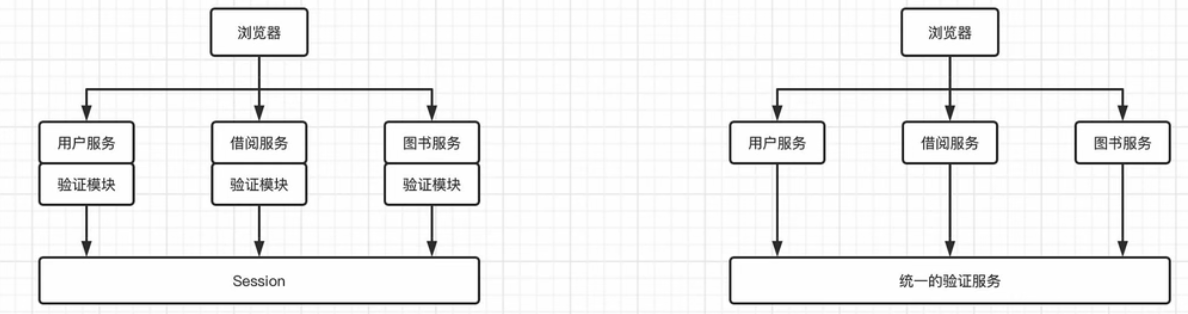 浏览器
用户服务
借阅服务
图书服务
验证模块
验证模块
验证模块
Session
浏览器
用户服务
借阅服务
图书服务
统一的验证服务